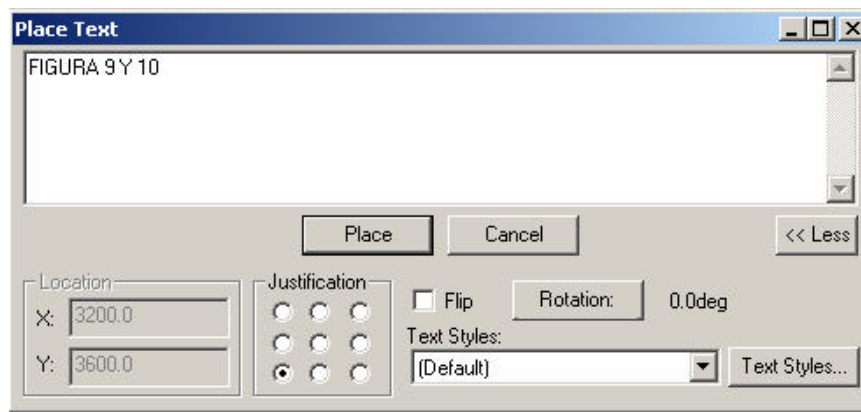 Place Text
FIGURA 9 Y 10
Place Cancel << Less
Location Justification
Flip Rotation: 0.0deg
X: 3200.0
Text Styles:
Y: 3600.0 (Default) Text Styles...